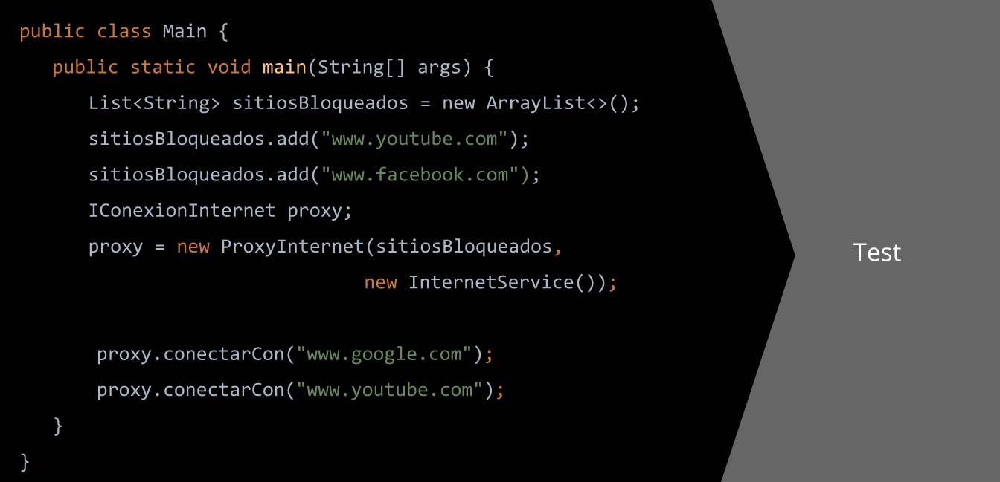 public class Main {
public static void main(String[] args) {
List<String> sitiosBloqueados = new ArrayList<>();
sitiosBloqueados.add("www.youtube.com");
sitiosBloqueados.add("www.facebook.com");
IConexionInternet proxy;
proxy = new ProxyInternet(sitiosBloqueados,
new InternetService());
proxy.conectarCon("www.google.com");
proxy.conectarCon("www.youtube.com");
}
}
Test